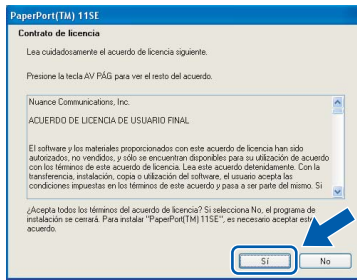 PaperPort(TM) 11SE
Contrato de licencia
Lea cuidadosamente el acuerdo de licencia siguiente.
Presione la tecla AV PÁG para ver el resto del acuerdo.
Nuance Communications, Inc.
ACUERDO DE LICENCIA DE USUARIO FINAL
El software y los materiales proporcionados con este acuerdo de licencia han sido
autorizados, no vendidos, y sólo se encuentran disponibles para su utilización de acuerdo
con los términos de este acuerdo de licencia. Lea este acuerdo detenidamente. Con la
transferencia, instalación, copia o utilización del software, el usuario acepta las
condiciones impuestas en los términos de este acuerdo y pasa a ser parte del mismo. Si
¿Acepta todos los términos del acuerdo de licencia? Si selecciona No, el programa de
instalación se cerrará. Para instalar "PaperPort(TM) 11SE", es necesario aceptar este
acuerdo.
Sí
No